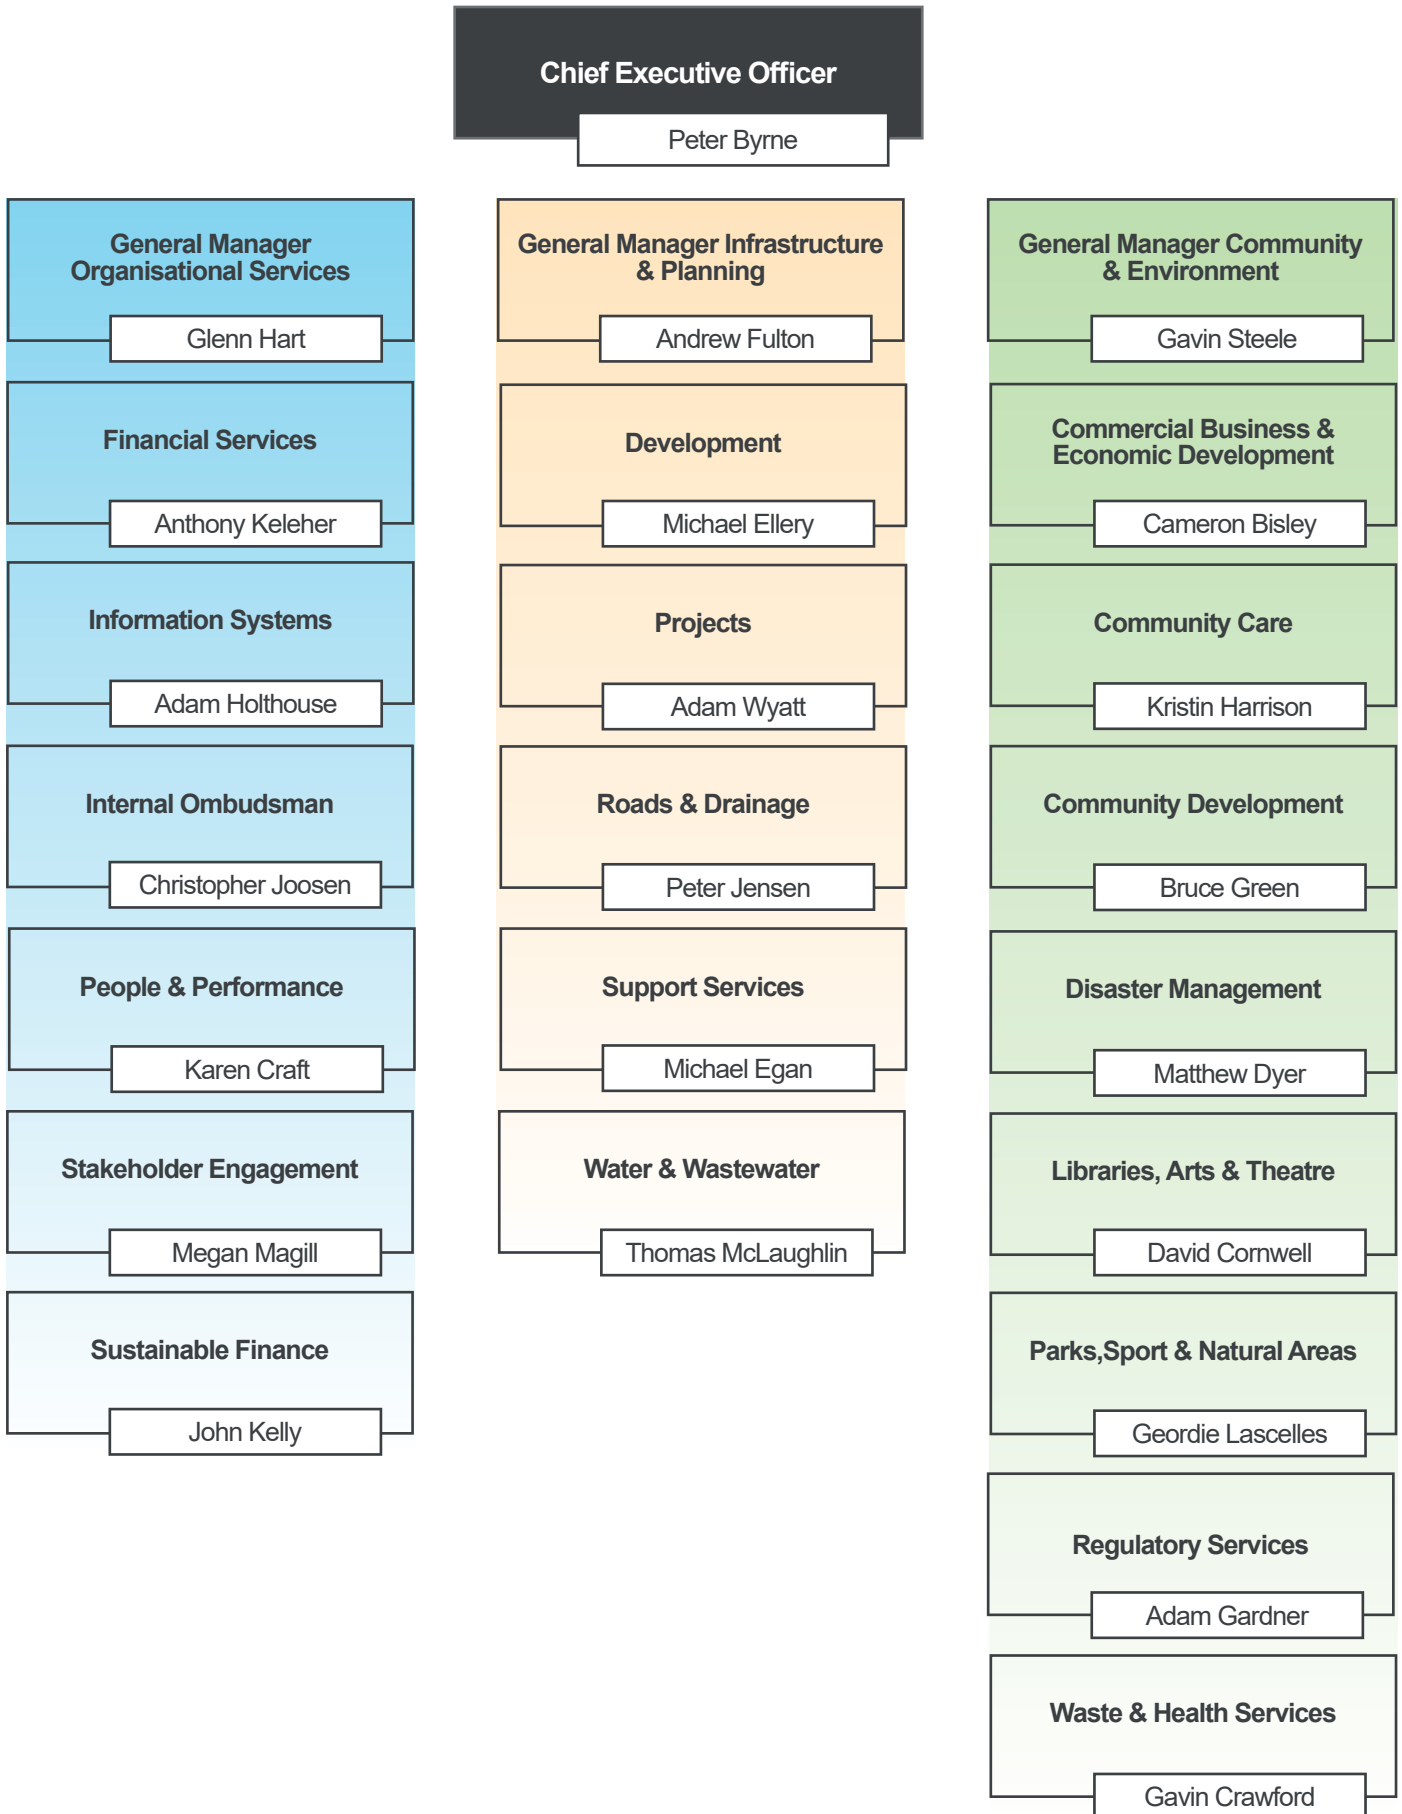 Chief Executive Officer
Peter Byrne
General Manager
Organisational Services
Glenn Hart
Financial Services
Anthony Keleher
Information Systems
Adam Holthouse
Internal Ombudsman
Christopher Joosen
People & Performance
Karen Craft
Stakeholder Engagement
Megan Magill
Sustainable Finance
John Kelly
General Manager Infrastructure
& Planning
Andrew Fulton
Development
Michael Ellery
Projects
Adam Wyatt
Roads & Drainage
Peter Jensen
Support Services
Michael Egan
Water & Wastewater
Thomas McLaughlin
General Manager Community
& Environment
Gavin Steele
Commercial Business &
Economic Development
Cameron Bisley
Community Care
Kristin Harrison
Community Development
Bruce Green
Disaster Management
Matthew Dyer
Libraries, Arts & Theatre
David Cornwell
Parks,Sport & Natural Areas
Geordie Lascelles
Regulatory Services
Adam Gardner
Waste & Health Services
Gavin Crawford